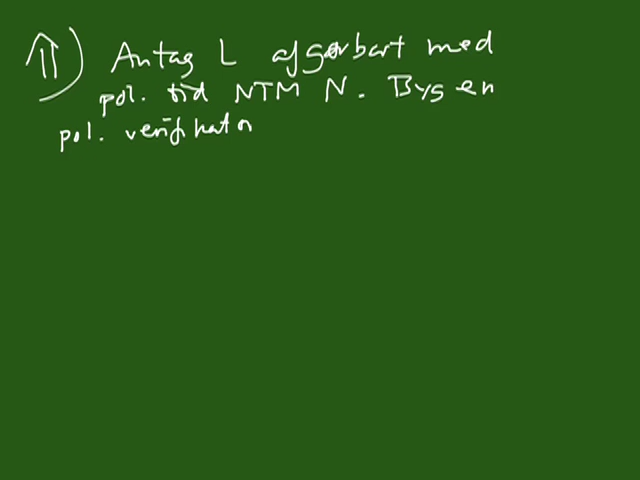 ⇑) Antag L afgørbart med
pol. tid NTM N. Byg en
pol. verifikator